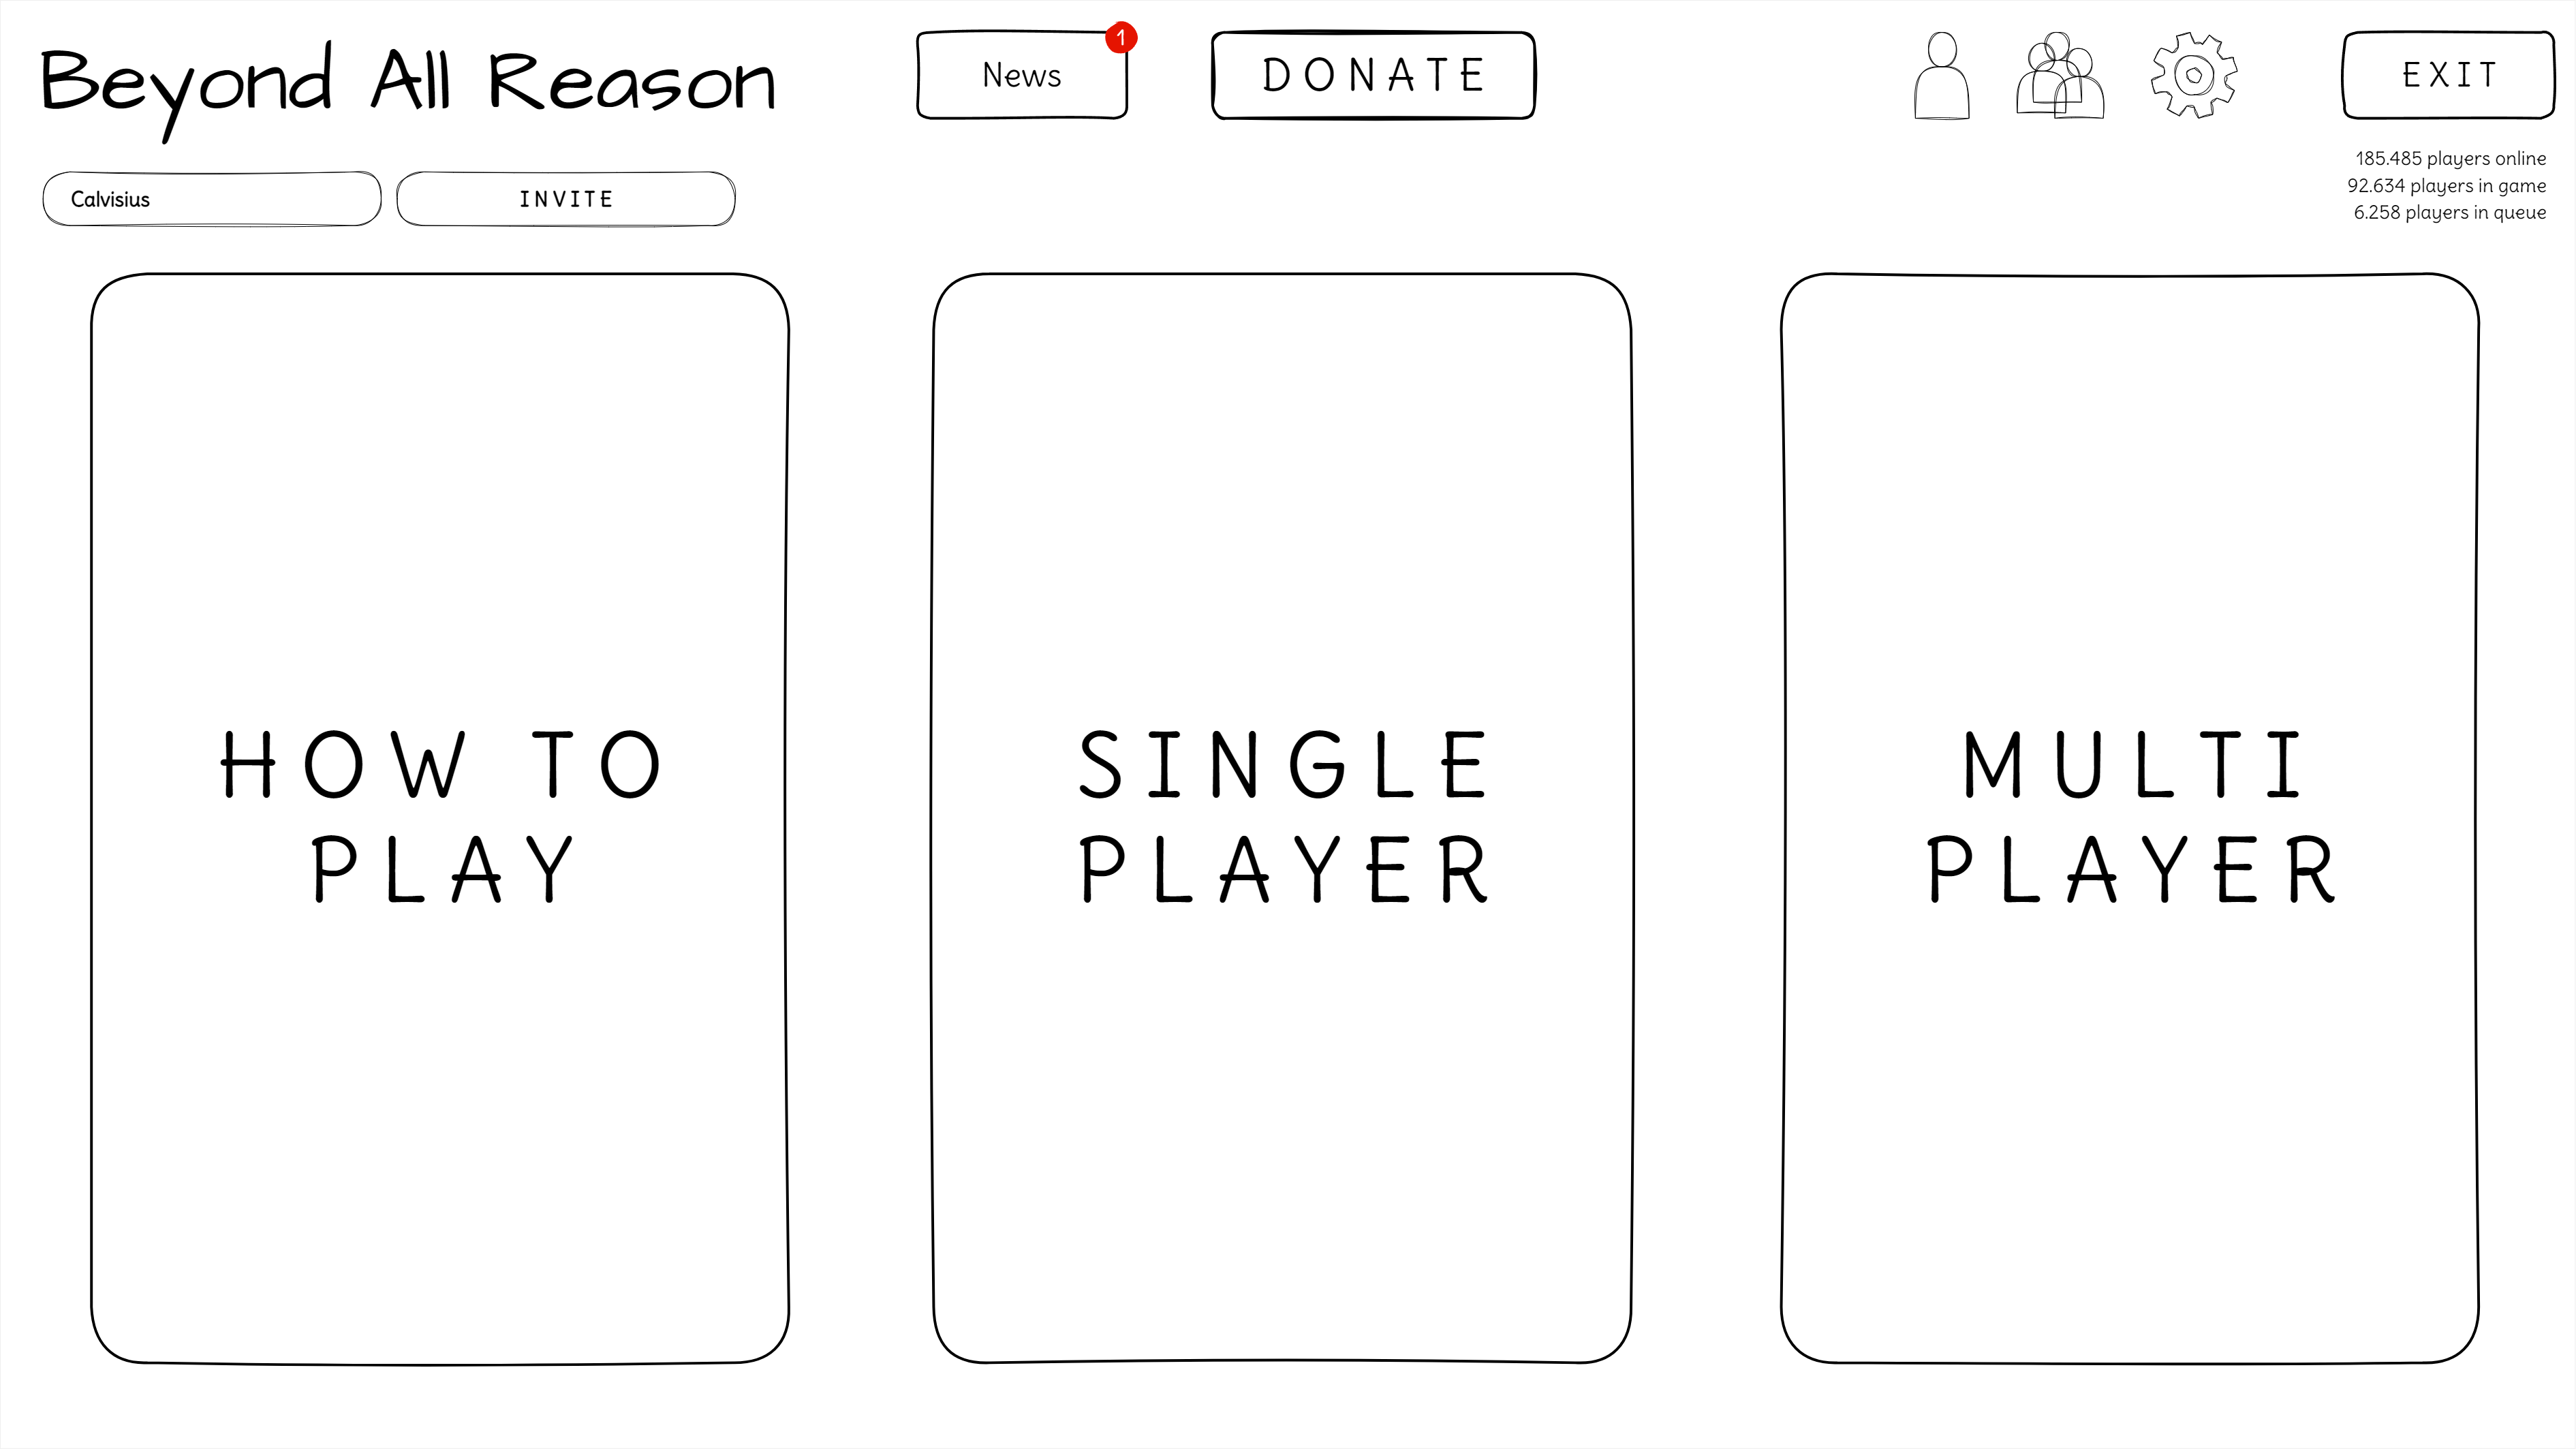 Beyond All Reason
News
1
DONATE
EXIT
185.485 players online
92.634 players in game
6.258 players in queue
Calvisius
INVITE
HOW TO
PLAY
SINGLE
PLAYER
MULTI
PLAYER